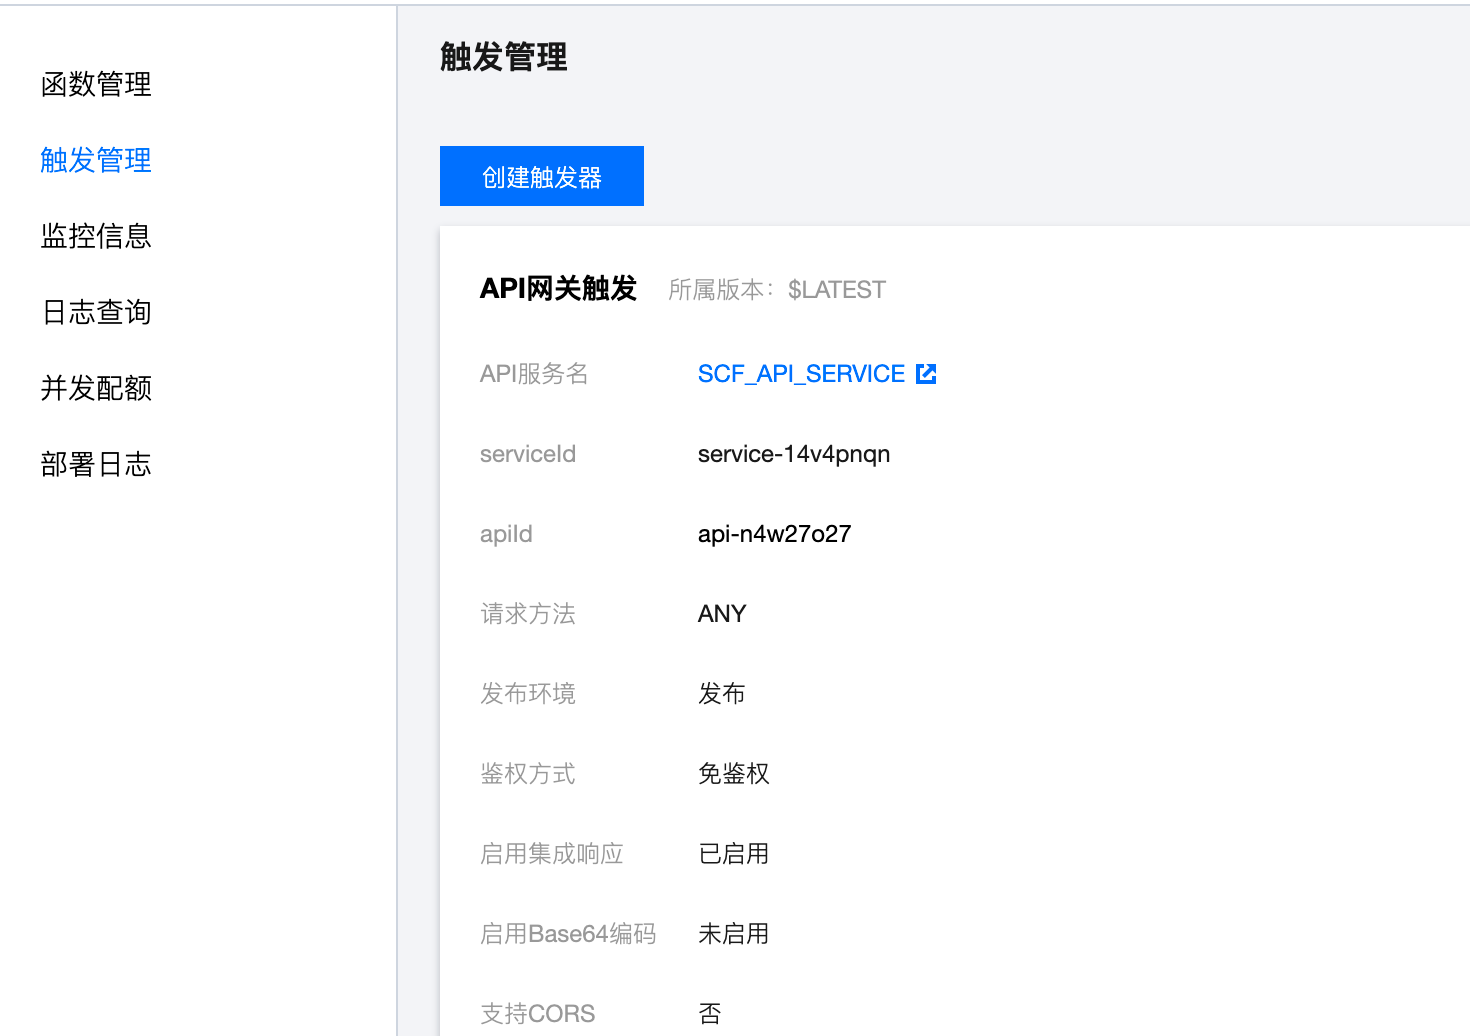 函数管理
触发管理
监控信息
日志查询
并发配额
部署日志
触发管理
创建触发器
API网关触发 所属版本：$LATEST
API服务名 SCF_API_SERVICE
serviceId service-14v4pnqn
apiId api-n4w27o27
请求方法 ANY
发布环境 发布
鉴权方式 免鉴权
启用集成响应 已启用
启用Base64编码 未启用
支持CORS 否